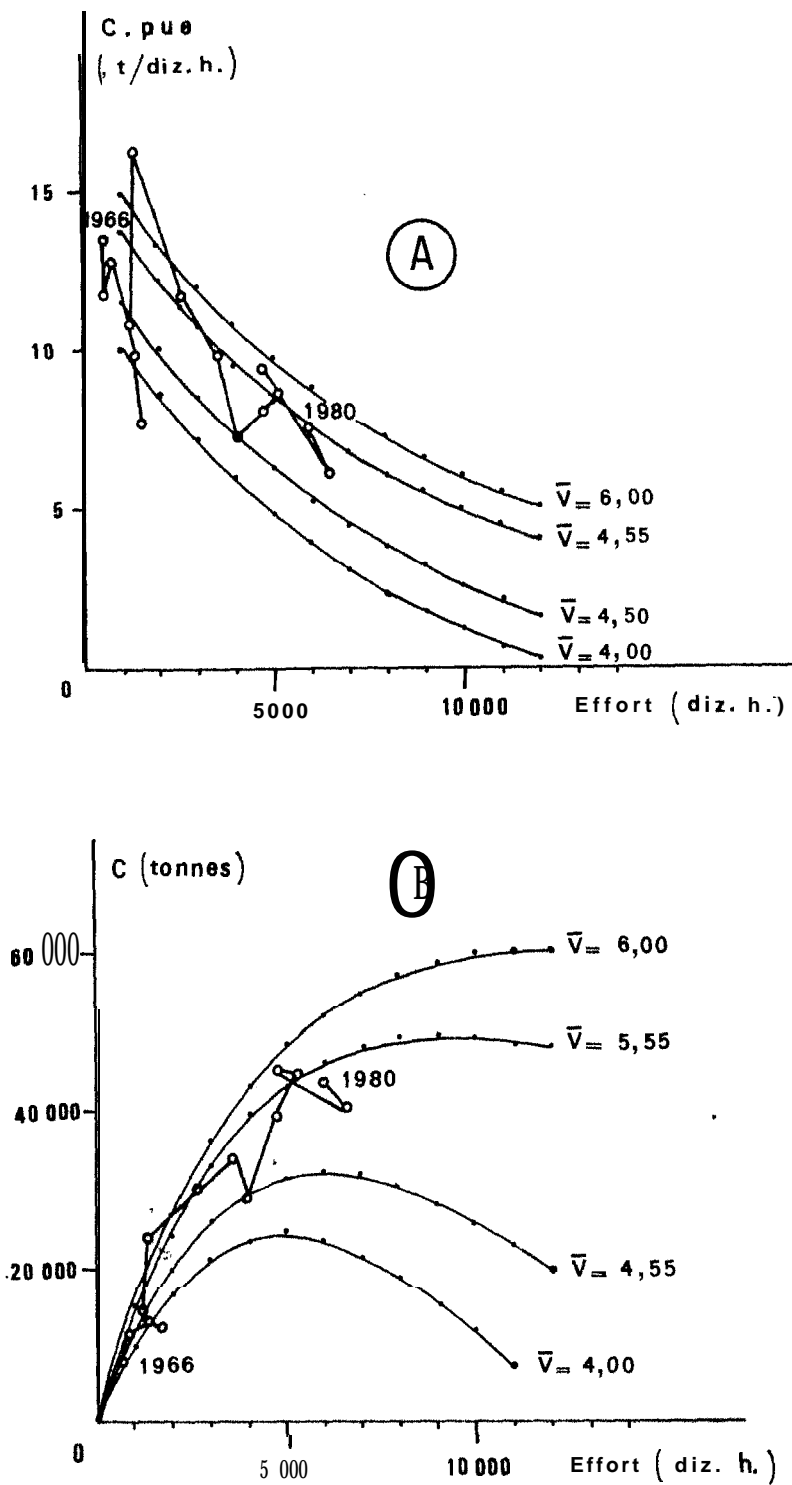 C. pue
(, t/diz. h.)
15
1966
A
10
1980
5
V̄ = 6,00
V̄ = 4,55
V̄ = 4,50
V̄ = 4,00
0
5000
10 000
Effort ( diz. h. )
C (tonnes)
B
60 000
V̄ = 6,00
V̄ = 5,55
1980
40 000
20 000
V̄ = 4,55
1966
V̄ = 4,00
0
5 000
10 000
Effort ( diz. h. )